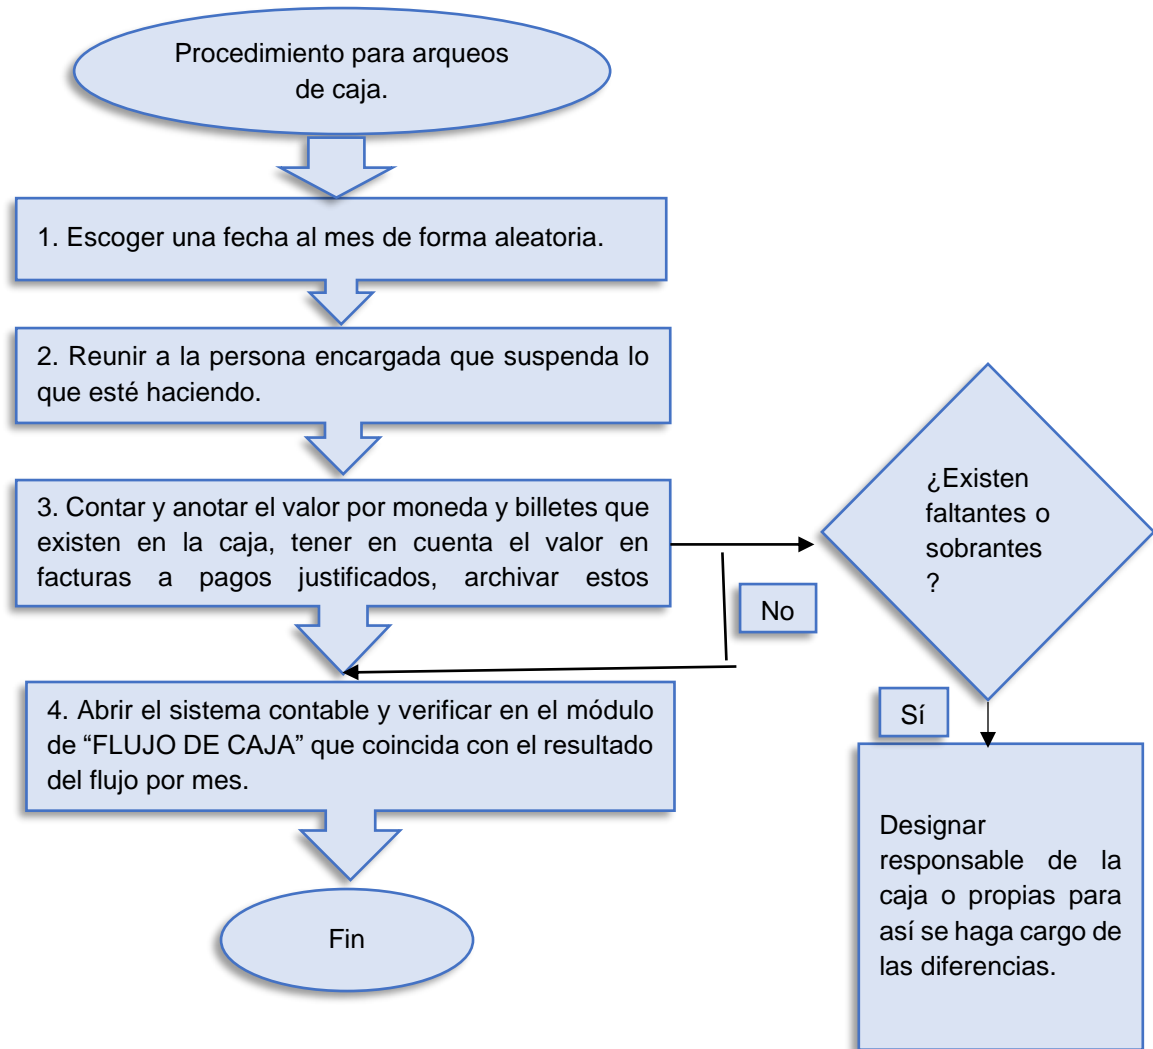 Procedimiento para arqueos
de caja.
1. Escoger una fecha al mes de forma aleatoria.
2. Reunir a la persona encargada que suspenda lo
que esté haciendo.
3. Contar y anotar el valor por moneda y billetes que
existen en la caja, tener en cuenta el valor en
facturas a pagos justificados, archivar estos
¿Existen
faltantes o
sobrantes
?
No
Sí
4. Abrir el sistema contable y verificar en el módulo
de “FLUJO DE CAJA” que coincida con el resultado
del flujo por mes.
Designar
responsable de la
caja o propias para
así se haga cargo de
las diferencias.
Fin